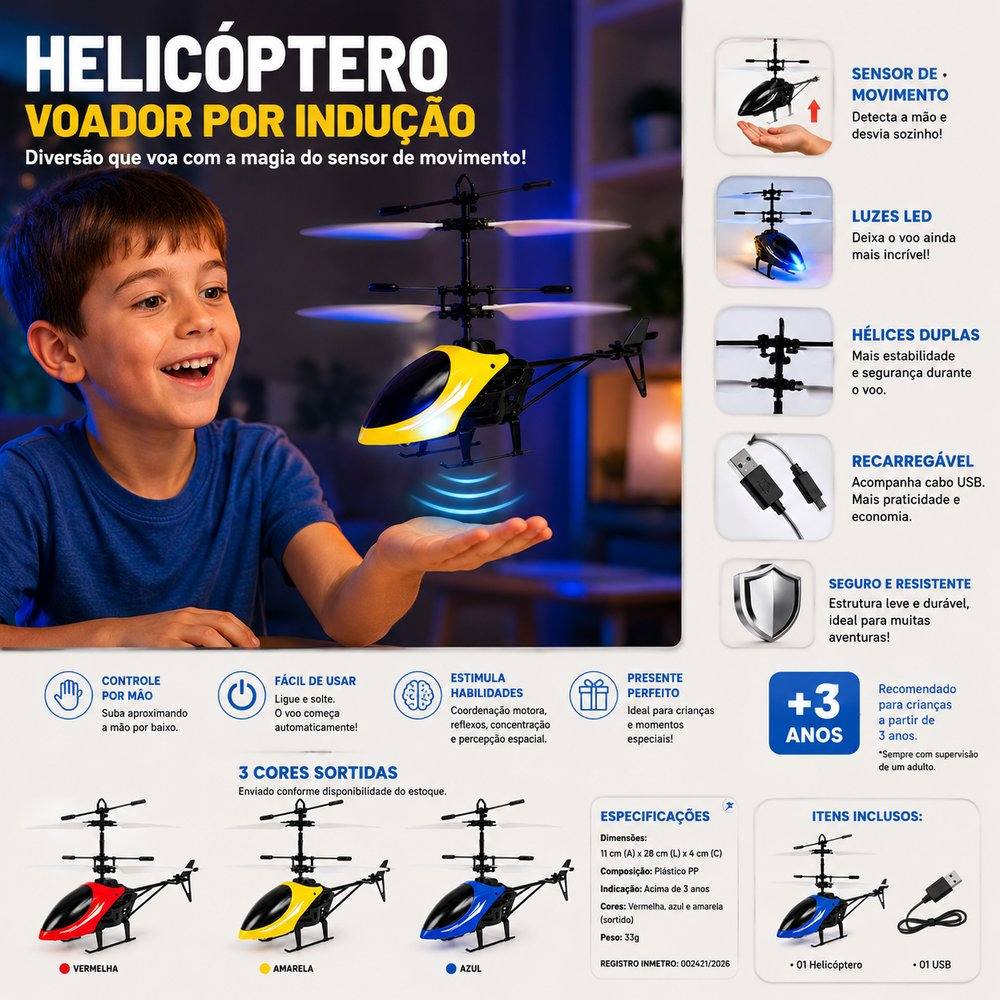 HELICÓPTERO
VOADOR POR INDUÇÃO
Diversão que voa com a magia do sensor de movimento!
SENSOR DE •
MOVIMENTO
Detecta a mão e
desvia sozinho!
LUZES LED
Deixa o voo ainda
mais incrível!
HÉLICES DUPLAS
Mais estabilidade
e segurança durante
o voo.
RECARREGÁVEL
Acompanha cabo USB.
Mais praticidade e
economia.
SEGURO E RESISTENTE
Estrutura leve e durável,
ideal para muitas
aventuras!
CONTROLE
POR MÃO
Suba aproximando
a mão por baixo.
FÁCIL DE USAR
Ligue e solte.
O voo começa
automaticamente!
ESTIMULA
HABILIDADES
Coordenação motora,
reflexos, concentração
e percepção espacial.
PRESENTE
PERFEITO
Ideal para crianças
e momentos
especiais!
+3
ANOS
Recomendado
para crianças
a partir de
3 anos.
*Sempre com supervisão
de um adulto.
3 CORES SORTIDAS
Enviado conforme disponibilidade do estoque.
VERMELHA
AMARELA
AZUL
ESPECIFICAÇÕES
Dimensões:
11 cm (A) x 28 cm (L) x 4 cm (C)
Composição: Plástico PP
Indicação: Acima de 3 anos
Cores: Vermelha, azul e amarela
(sortido)
Peso: 33g
REGISTRO INMETRO: 002421/2026
ITENS INCLUSOS:
• 01 Helicóptero
• 01 USB